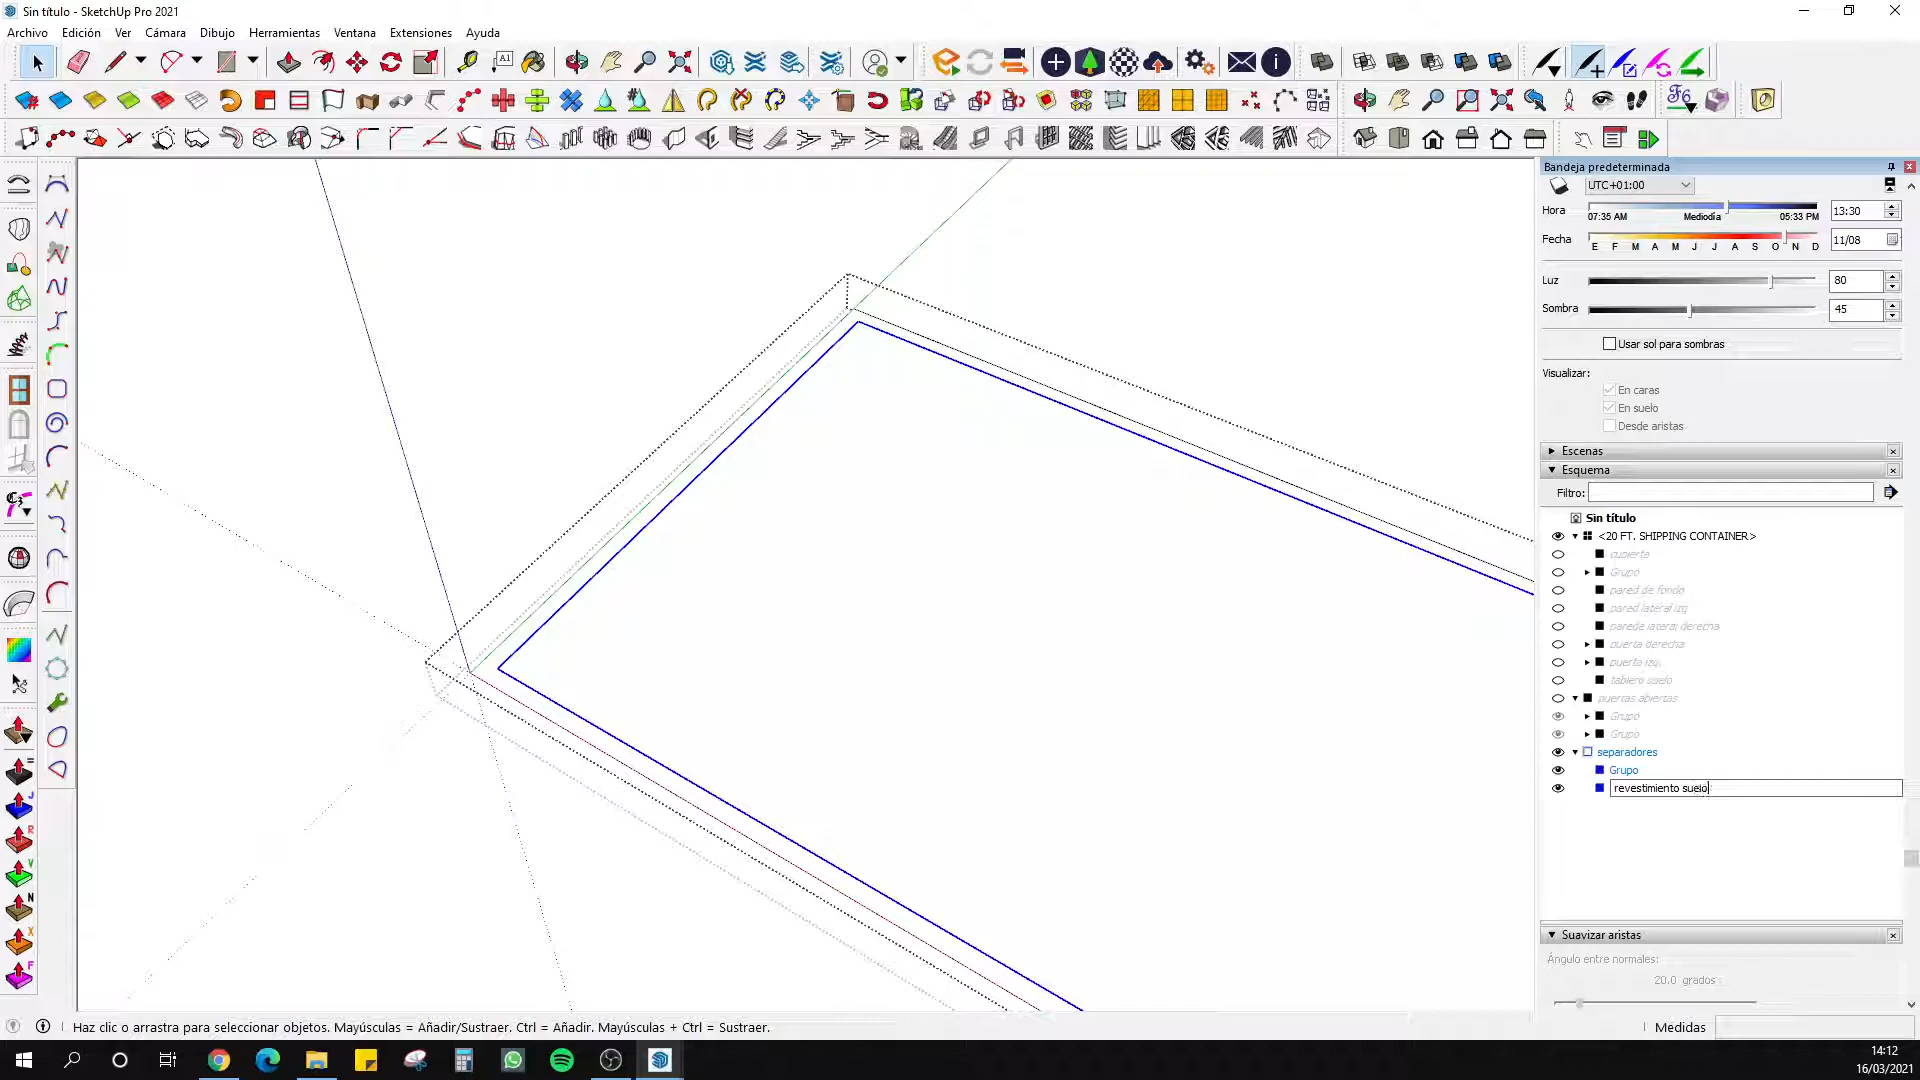 Sin título - SketchUp Pro 2021
Archivo Edición Ver Cámara Dibujo Herramientas Ventana Extensiones Ayuda
Bandeja predeterminada
UTC+01:00
Hora 13:30
07:35 AM Mediodía 05:33 PM
Fecha 11/08
E F M A M J J A S O N D
Luz 80
Sombra 45
Usar sol para sombras
Visualizar:
En caras
En suelo
Desde aristas
Escenas
Esquema
Filtro:
Sin título
<20 FT. SHIPPING CONTAINER>
cubierta
Grupo
pared de fondo
pared lateral izq
parede lateral derecha
puerta derecha
puerta izq.
tablero suelo
puertas abiertas
Grupo
Grupo
separadores
Grupo
revestimiento suelo
Suavizar aristas
Ángulo entre normales:
20.0 grados
Haz clic o arrastra para seleccionar objetos. Mayúsculas = Añadir/Sustraer. Ctrl = Añadir. Mayúsculas + Ctrl = Sustraer.
Medidas
14:12
16/03/2021